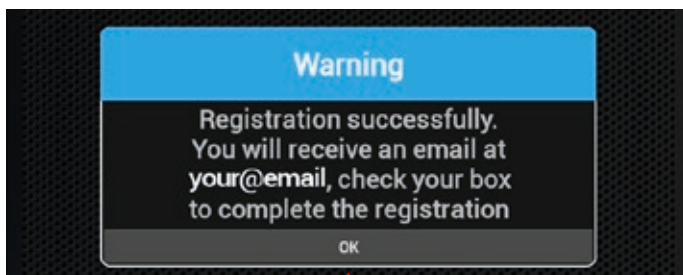 Warning
Registration successfully.
You will receive an email at
your@email, check your box
to complete the registration
OK